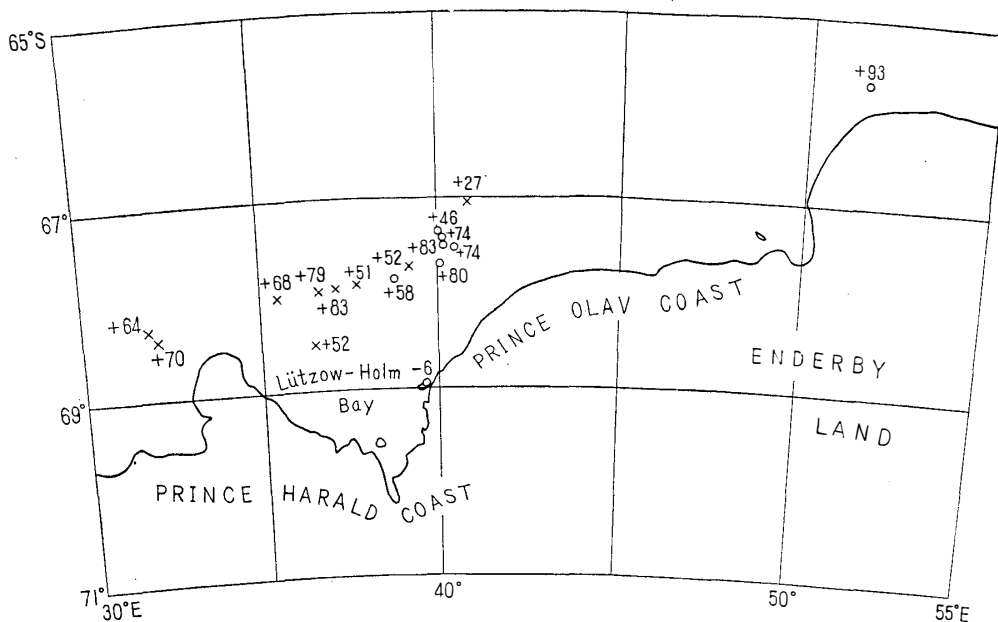 65°S
+93
+27
67°
+46
+74
+83
+74
+52
+80
+68
+79
+51
+58
+83
+64
+70
+52
PRINCE OLAV COAST
Lützow-Holm
-6
Bay
ENDERBY
LAND
69°
PRINCE HARALD COAST
71°
30°E
40°
50°
55°E